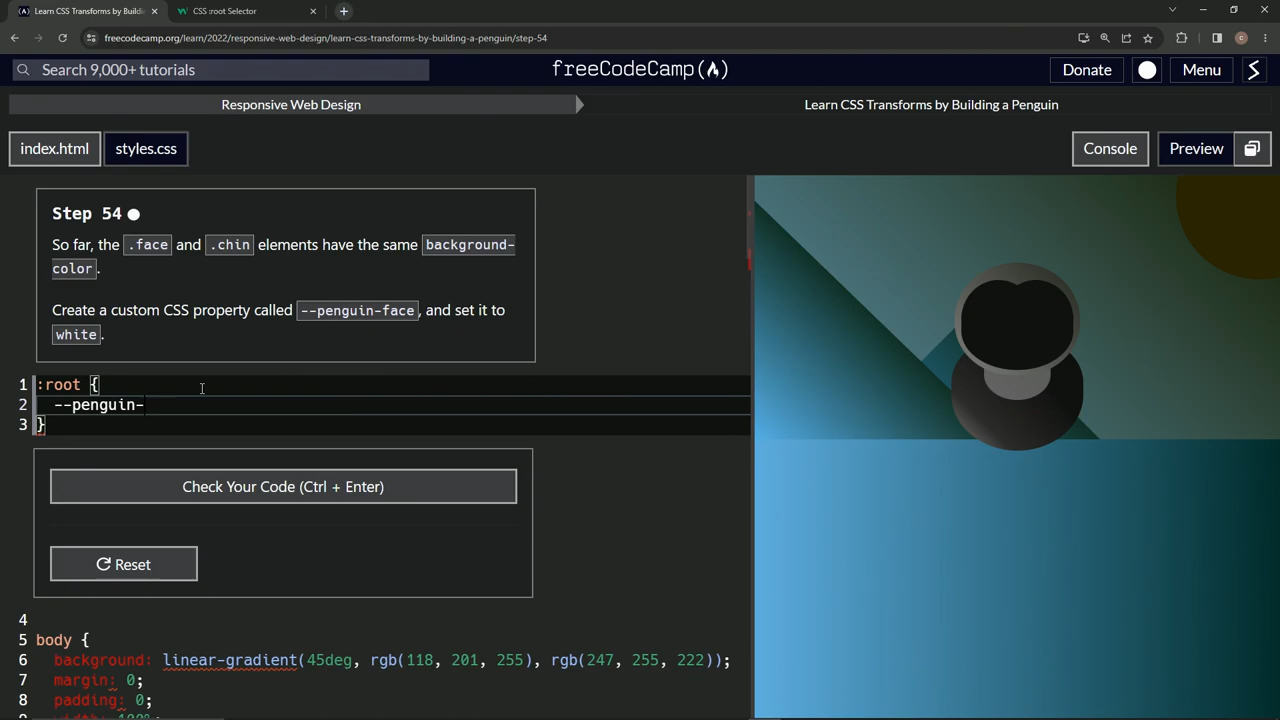 Learn CSS Transforms by Buildin
CSS :root Selector
freecodecamp.org/learn/2022/responsive-web-design/learn-css-transforms-by-building-a-penguin/step-54
Search 9,000+ tutorials
freeCodeCamp
Donate
Menu
Responsive Web Design
Learn CSS Transforms by Building a Penguin
index.html
styles.css
Console
Preview
Step 54
So far, the .face and .chin elements have the same background-
color.
Create a custom CSS property called --penguin-face, and set it to
white.
1 :root {
2 --penguin-
3 }
Check Your Code (Ctrl + Enter)
Reset
4
5 body {
6 background: linear-gradient(45deg, rgb(118, 201, 255), rgb(247, 255, 222));
7 margin: 0;
8 padding: 0;
9 width: 100%;